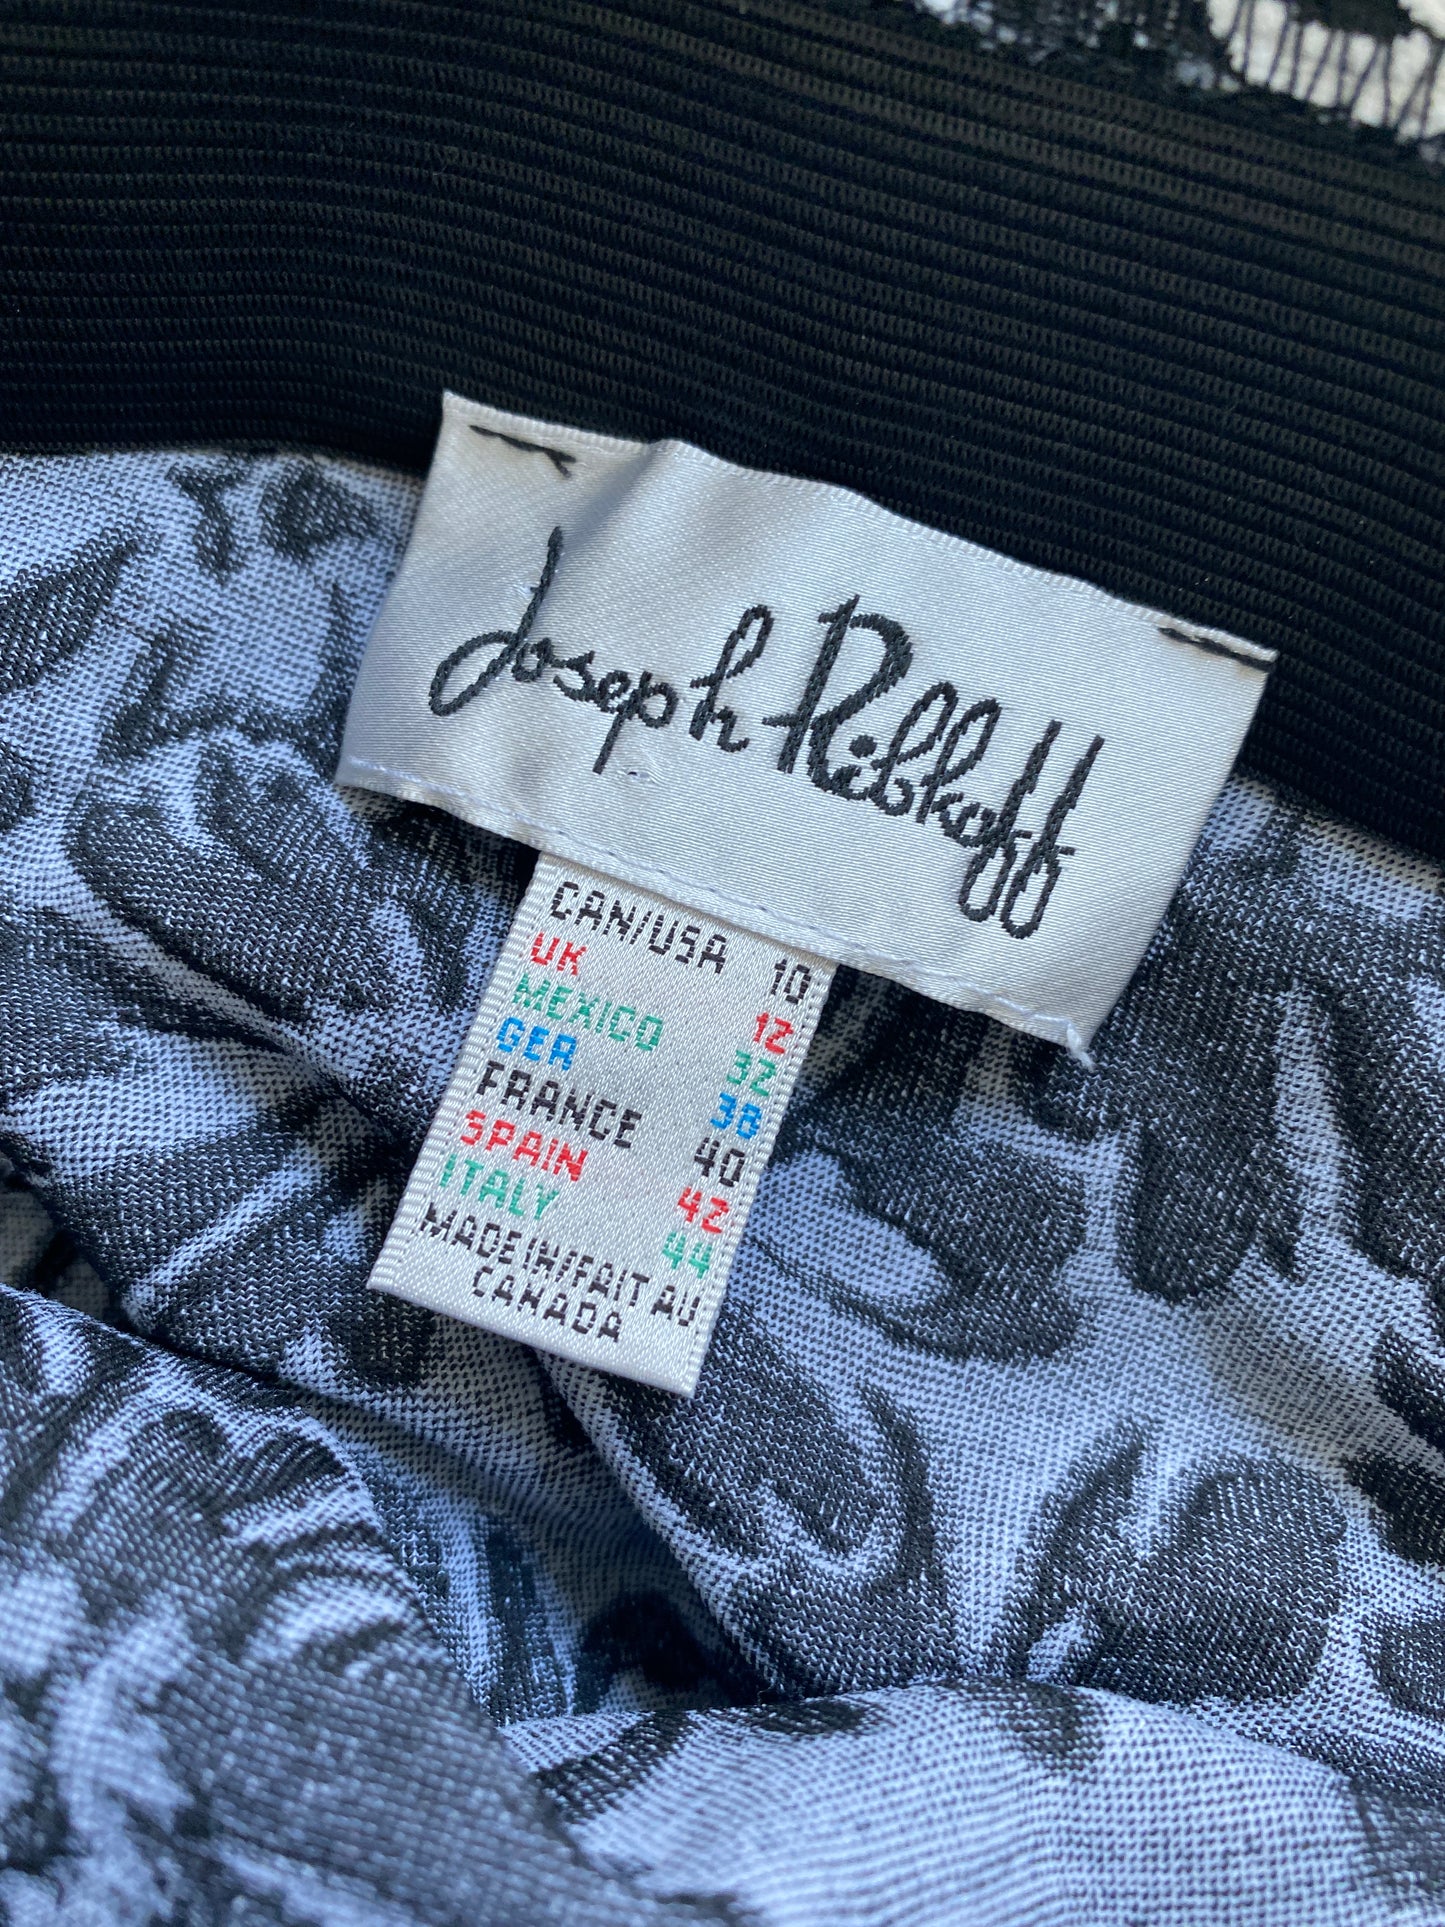 Joseph Ribkoff
CAN/USA 10
UK 12
MEXICO 32
GER 38
FRANCE 40
SPAIN 42
ITALY 44
MADE IN/FAIT AU
CANADA